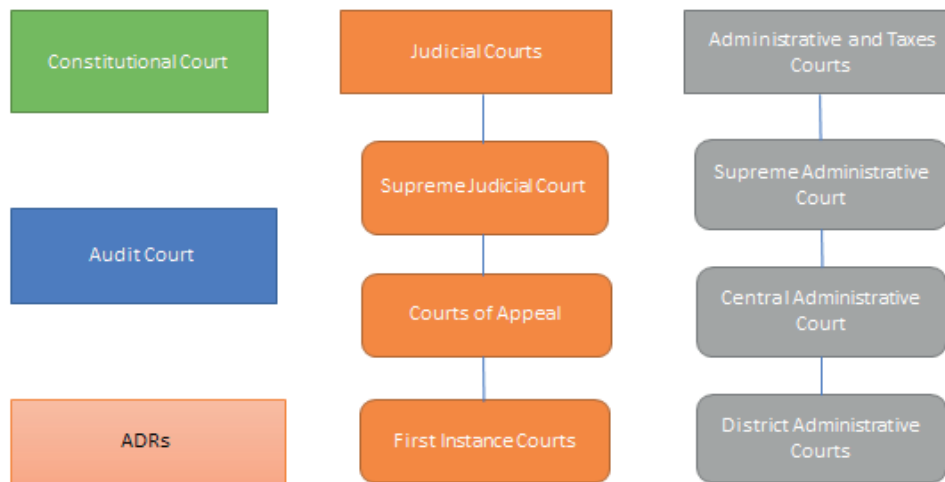 Constitutional Court
Audit Court
ADRs
Judicial Courts
Supreme Judicial Court
Courts of Appeal
First Instance Courts
Administrative and Taxes
Courts
Supreme Administrative
Court
Central Administrative
Court
District Administrative
Courts